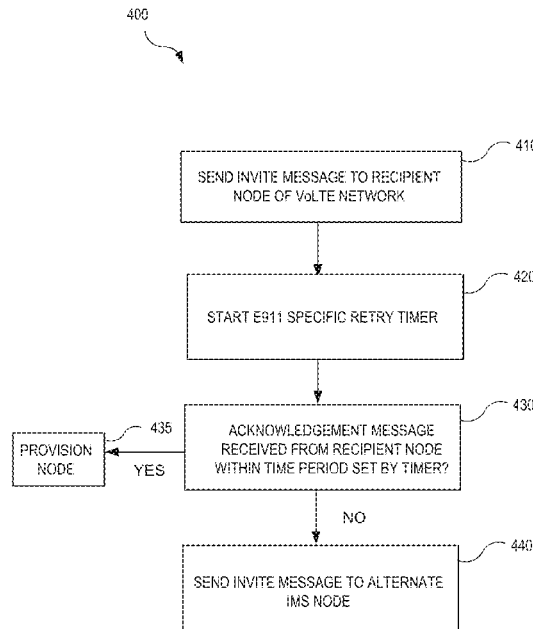 400
410
SEND INVITE MESSAGE TO RECIPIENT
NODE OF VoLTE NETWORK
420
START E911 SPECIFIC RETRY TIMER
430
ACKNOWLEDGEMENT MESSAGE
RECEIVED FROM RECIPIENT NODE
WITHIN TIME PERIOD SET BY TIMER?
435
PROVISION
NODE
YES
NO
440
SEND INVITE MESSAGE TO ALTERNATE
IMS NODE